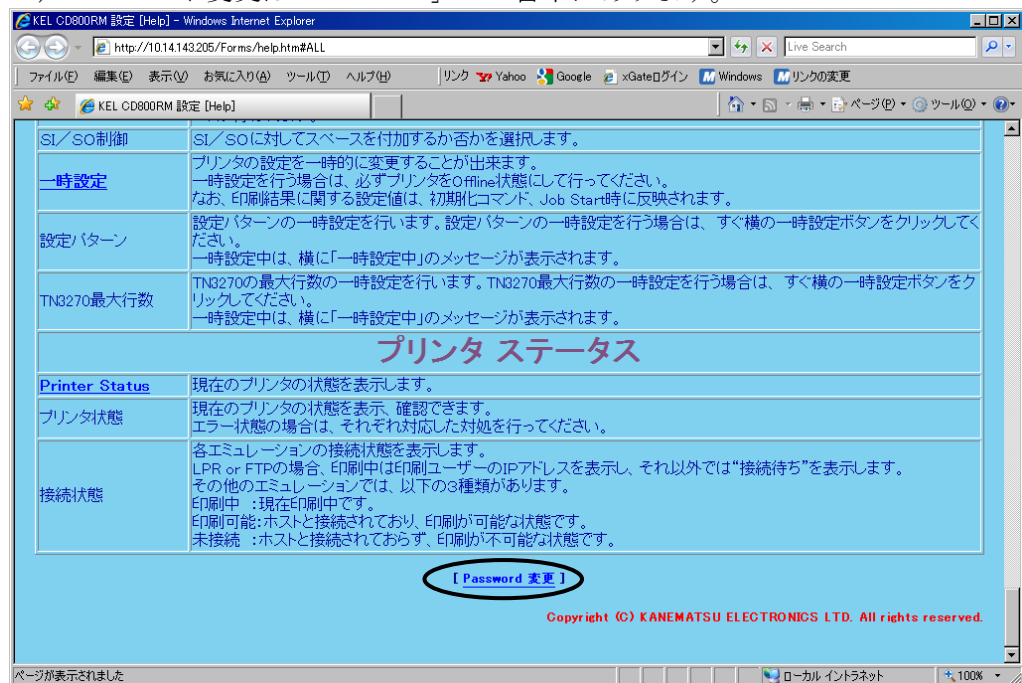 KEL CD800RM 設定 [Help] - Windows Internet Explorer
http://10.14.143.205/Forms/help.htm#ALL
Live Search
ファイル(F) 編集(E) 表示(V) お気に入り(A) ツール(T) ヘルプ(H) リンク Yahoo Google xGateログイン Windows リンクの変更
KEL CD800RM 設定 [Help]
ページ(P) ツール(O)
SI／SO制御 SI／SOに対してスペースを付加するか否かを選択します。
一時設定
プリンタの設定を一時的に変更することが出来ます。
一時設定を行う場合は、必ずプリンタをOffline状態にして行ってください。
なお、印刷結果に関する設定値は、初期化コマンド、Job Start時に反映されます。
設定パターン
設定パターンの一時設定を行います。設定パターンの一時設定を行う場合は、すぐ横の一時設定ボタンをクリックしてく
ださい。
一時設定中は、横に「一時設定中」のメッセージが表示されます。
TN3270最大行数
TN3270の最大行数の一時設定を行います。TN3270最大行数の一時設定を行う場合は、すぐ横の一時設定ボタンをク
リックしてください。
一時設定中は、横に「一時設定中」のメッセージが表示されます。
プリンタ ステータス
Printer Status 現在のプリンタの状態を表示します。
プリンタ状態
現在のプリンタの状態を表示、確認できます。
エラー状態の場合は、それぞれ対応した対処を行ってください。
接続状態
各エミュレーションの接続状態を表示します。
LPR or FTPの場合、印刷中は印刷ユーザーのIPアドレスを表示し、それ以外では“接続待ち”を表示します。
その他のエミュレーションでは、以下の3種類があります。
印刷中 ：現在印刷中です。
印刷可能：ホストと接続されており、印刷が可能な状態です。
未接続 ：ホストと接続されておらず、印刷が不可能な状態です。
[ Password 変更 ]
Copyright (C) KANEMATSU ELECTRONICS LTD. All rights reserved.
ページが表示されました ローカル イントラネット 100%